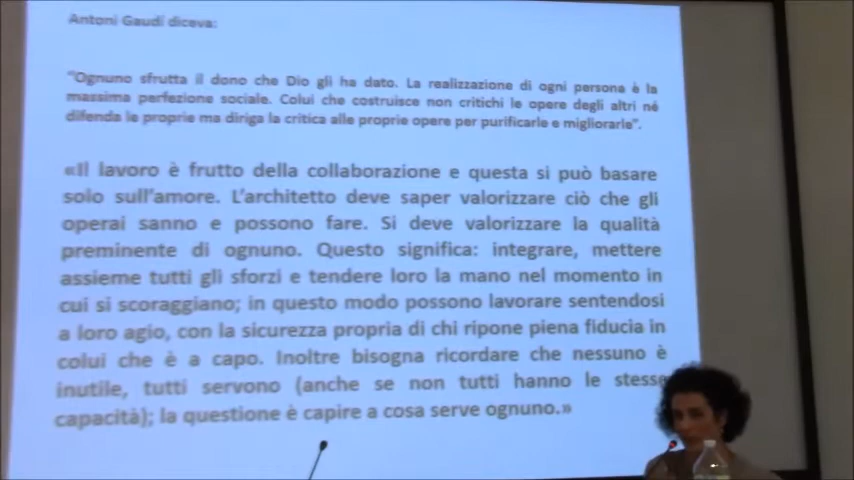 Antoni Gaudí diceva:
"Ognuno sfrutta il dono che Dio gli ha dato. La realizzazione di ogni persona è la
massima perfezione sociale. Colui che costruisce non critichi le opere degli altri né
difenda le proprie ma diriga la critica alle proprie opere per purificarle e migliorarle".
«Il lavoro è frutto della collaborazione e questa si può basare
solo sull'amore. L'architetto deve saper valorizzare ciò che gli
operai sanno e possono fare. Si deve valorizzare la qualità
preminente di ognuno. Questo significa: integrare, mettere
assieme tutti gli sforzi e tendere loro la mano nel momento in
cui si scoraggiano; in questo modo possono lavorare sentendosi
a loro agio, con la sicurezza propria di chi ripone piena fiducia in
colui che è a capo. Inoltre bisogna ricordare che nessuno è
inutile, tutti servono (anche se non tutti hanno le stesse
capacità); la questione è capire a cosa serve ognuno.»